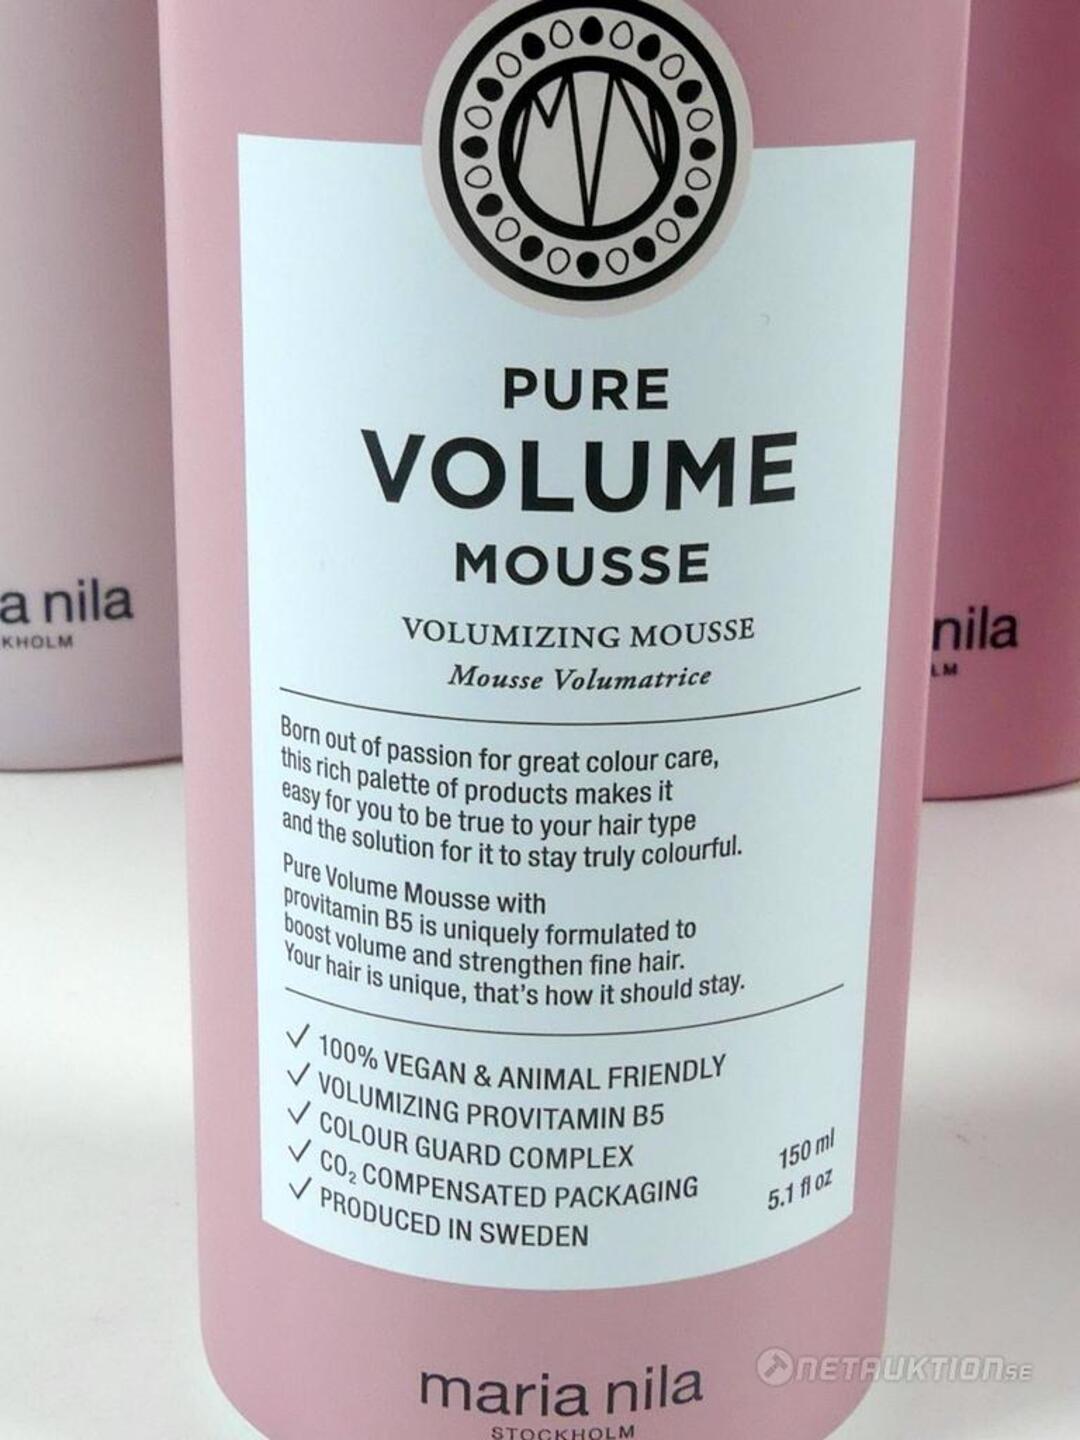 PURE
VOLUME
MOUSSE
VOLUMIZING MOUSSE
Mousse Volumatrice
Born out of passion for great colour care,
this rich palette of products makes it
easy for you to be true to your hair type
and the solution for it to stay truly colourful.
Pure Volume Mousse with
provitamin B5 is uniquely formulated to
boost volume and strengthen fine hair.
Your hair is unique, that's how it should stay.
✓ 100% VEGAN & ANIMAL FRIENDLY
✓ VOLUMIZING PROVITAMIN B5
✓ COLOUR GUARD COMPLEX
✓ CO₂ COMPENSATED PACKAGING
✓ PRODUCED IN SWEDEN
150 ml
5.1 fl oz
maria nila
STOCKHOLM
a nila
KHOLM
nila
LM
NETAUKTION.SE